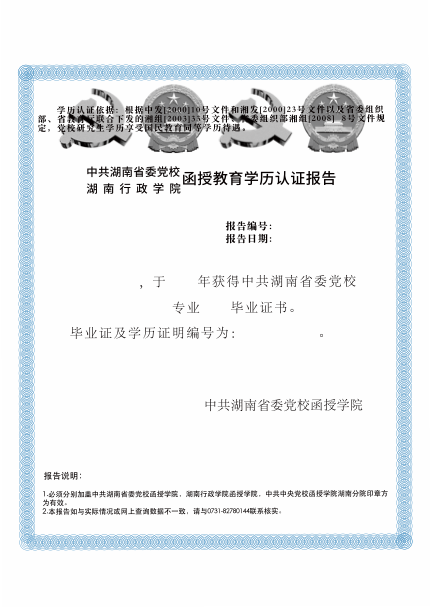 学历认证依据：根据中发[2000]10号文件和湘发[2000]23号文件以及省委组织
部、省教育厅联合下发的湘组[2003]33号文件、省委组织部湘组[2008] 8号文件规
定，党校研究生学历享受国民教育同等学历待遇。
中共湖南省委党校
湖南行政学院
函授教育学历认证报告
报告编号：
报告日期：
，于 年获得中共湖南省委党校
专业 毕业证书。
毕业证及学历证明编号为： 。
中共湖南省委党校函授学院
报告说明：
1.必须分别加盖中共湖南省委党校函授学院，湖南行政学院函授学院，中共中央党校函授学院湖南分院印章方
为有效。
2.本报告如与实际情况或网上查询数据不一致，请与0731-82780144联系核实。